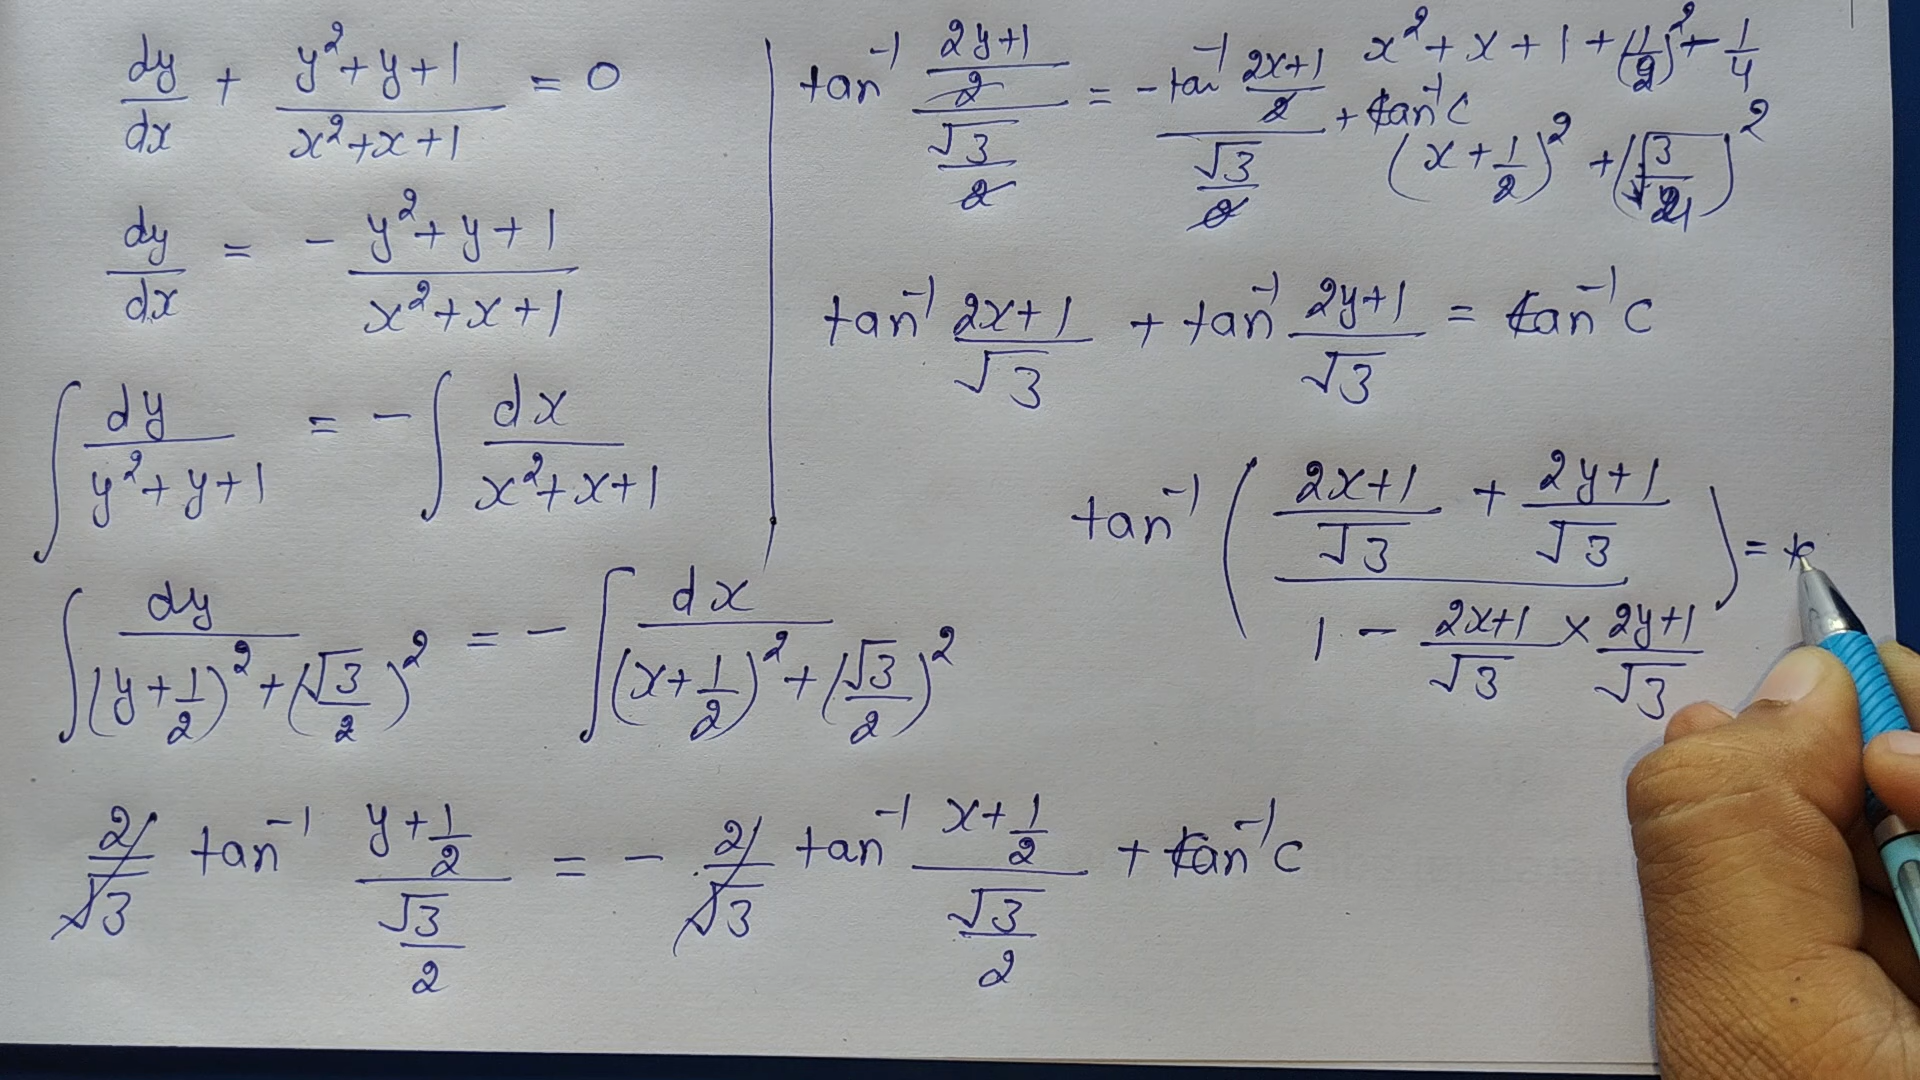 dy/dx + (y²+y+1)/(x²+x+1) = 0
dy/dx = - (y²+y+1)/(x²+x+1)
∫ dy/(y²+y+1) = - ∫ dx/(x²+x+1)
∫ dy/((y+1/2)²+(√3/2)²) = - ∫ dx/((x+1/2)²+(√3/2)²)
2/√3 tan⁻¹ (y+1/2)/(√3/2) = - 2/√3 tan⁻¹ (x+1/2)/(√3/2) + tan⁻¹c
tan⁻¹ ((2y+1)/2)/(√3/2) = -tan⁻¹ ((2x+1)/2)/(√3/2) + tan⁻¹c
x²+x+1+(1/2)²-1/4
(x+1/2)²+(√3/2)²
tan⁻¹ (2x+1)/√3 + tan⁻¹ (2y+1)/√3 = tan⁻¹ c
tan⁻¹ (((2x+1)/√3 + (2y+1)/√3)/(1 - (2x+1)/√3 × (2y+1)/√3)) =